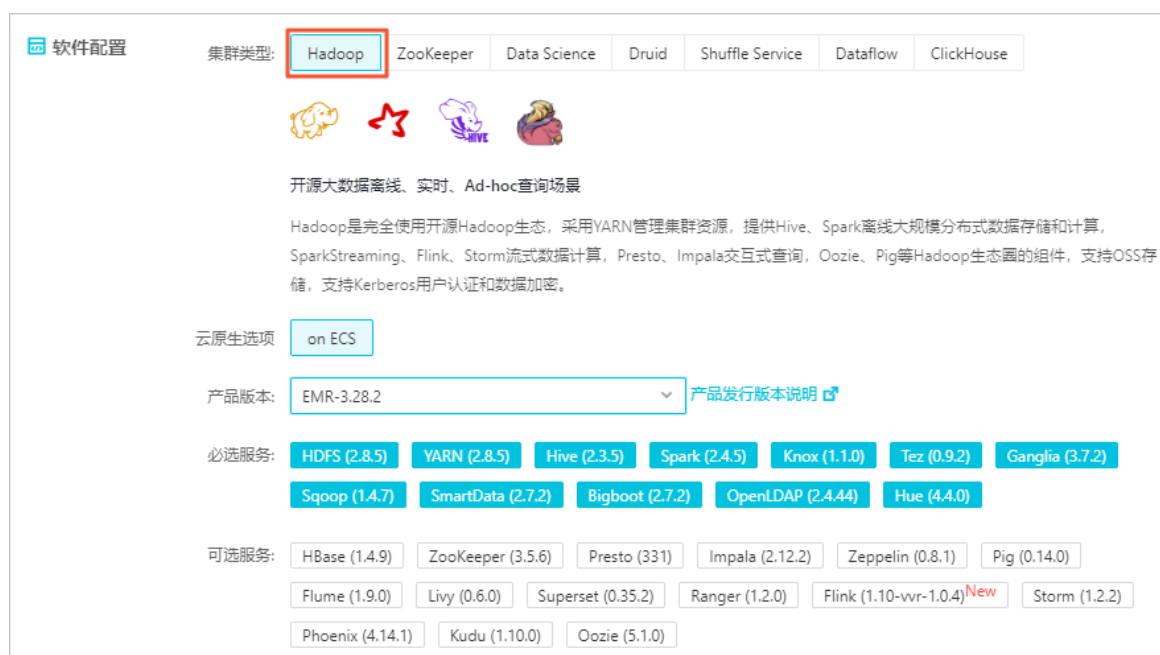 软件配置
集群类型: Hadoop ZooKeeper Data Science Druid Shuffle Service Dataflow ClickHouse
HIVE
开源大数据离线、实时、Ad-hoc查询场景
Hadoop是完全使用开源Hadoop生态，采用YARN管理集群资源，提供Hive、Spark离线大规模分布式数据存储和计算，
SparkStreaming、Flink、Storm流式数据计算，Presto、Impala交互式查询，Oozie、Pig等Hadoop生态圈的组件，支持OSS存
储，支持Kerberos用户认证和数据加密。
云原生选项 on ECS
产品版本: EMR-3.28.2 产品发行版本说明
必选服务: HDFS (2.8.5) YARN (2.8.5) Hive (2.3.5) Spark (2.4.5) Knox (1.1.0) Tez (0.9.2) Ganglia (3.7.2)
Sqoop (1.4.7) SmartData (2.7.2) Bigboot (2.7.2) OpenLDAP (2.4.44) Hue (4.4.0)
可选服务: HBase (1.4.9) ZooKeeper (3.5.6) Presto (331) Impala (2.12.2) Zeppelin (0.8.1) Pig (0.14.0)
Flume (1.9.0) Livy (0.6.0) Superset (0.35.2) Ranger (1.2.0) Flink (1.10-vvr-1.0.4) New Storm (1.2.2)
Phoenix (4.14.1) Kudu (1.10.0) Oozie (5.1.0)